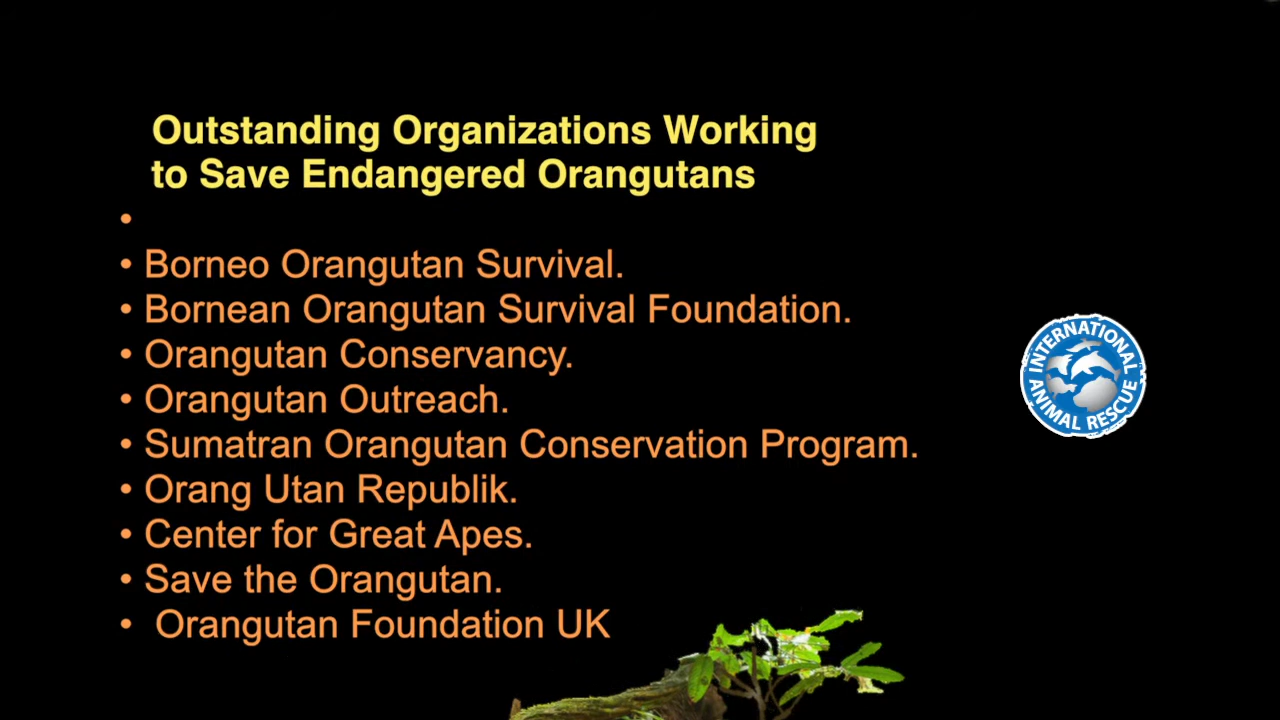 Outstanding Organizations Working
to Save Endangered Orangutans
•
• Borneo Orangutan Survival.
• Bornean Orangutan Survival Foundation.
• Orangutan Conservancy.
• Orangutan Outreach.
• Sumatran Orangutan Conservation Program.
• Orang Utan Republik.
• Center for Great Apes.
• Save the Orangutan.
• Orangutan Foundation UK
INTERNATIONAL
ANIMAL RESCUE